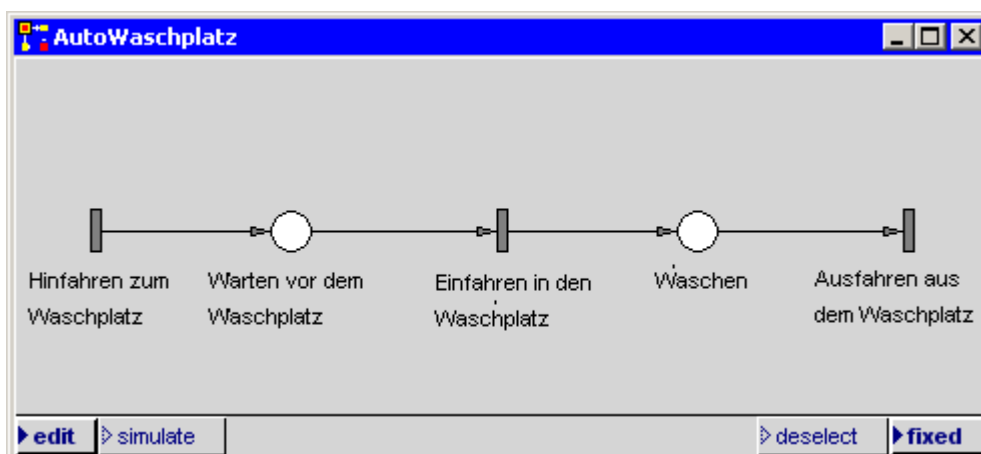 AutoWaschplatz
Hinfahren zum
Waschplatz
Warten vor dem
Waschplatz
Einfahren in den
Waschplatz
Waschen
Ausfahren aus
dem Waschplatz
edit
simulate
deselect
fixed